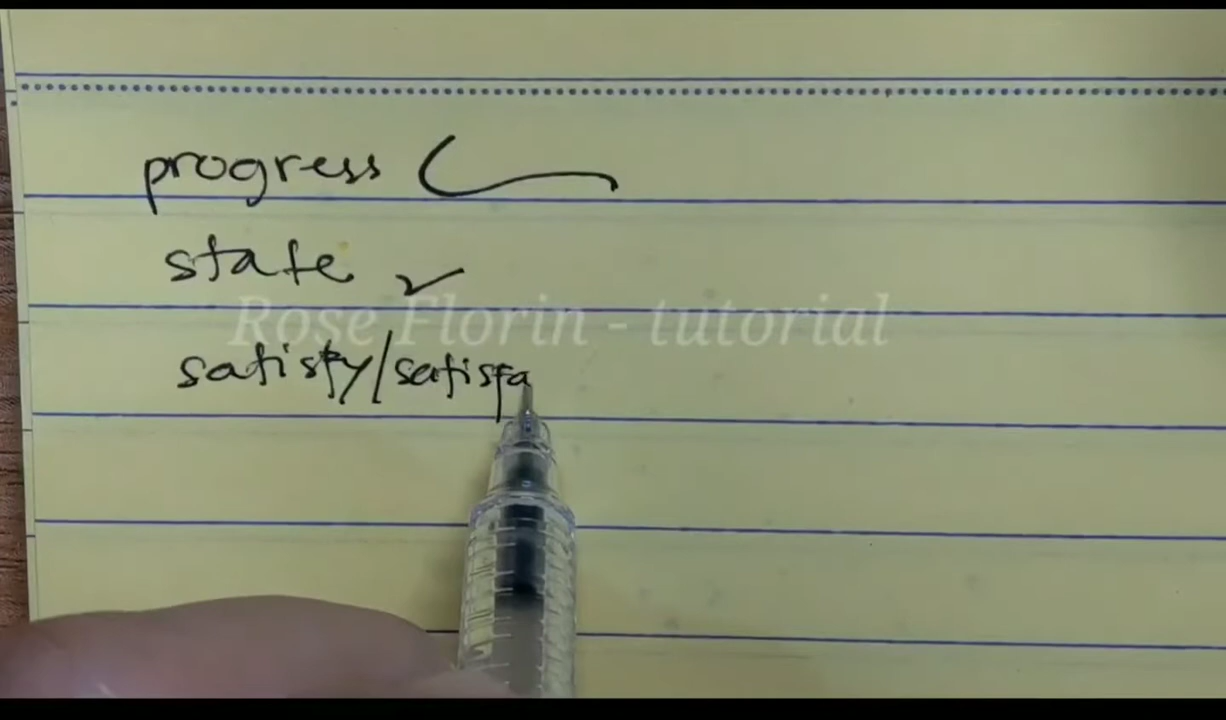 progress
state
Rose Florin - tutorial
satisfy/satisfa